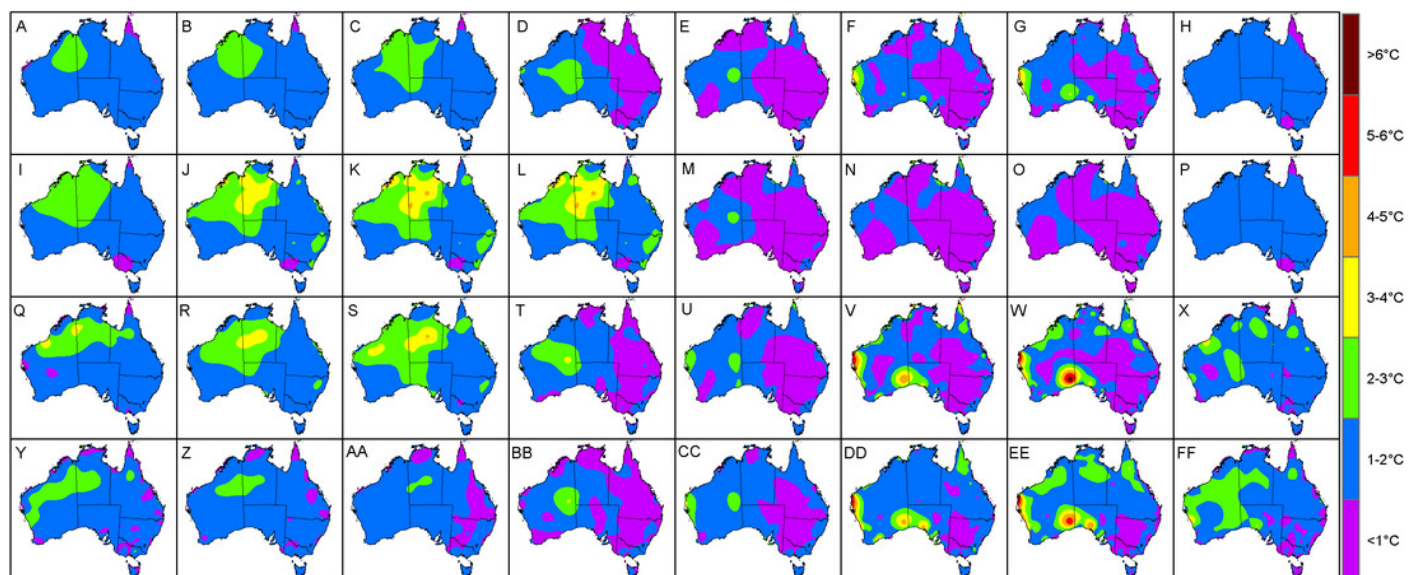 A B C D E F G H
I J K L M N O P
Q R S T U V W X
Y Z AA BB CC DD EE FF
>6°C
5-6°C
4-5°C
3-4°C
2-3°C
1-2°C
<1°C